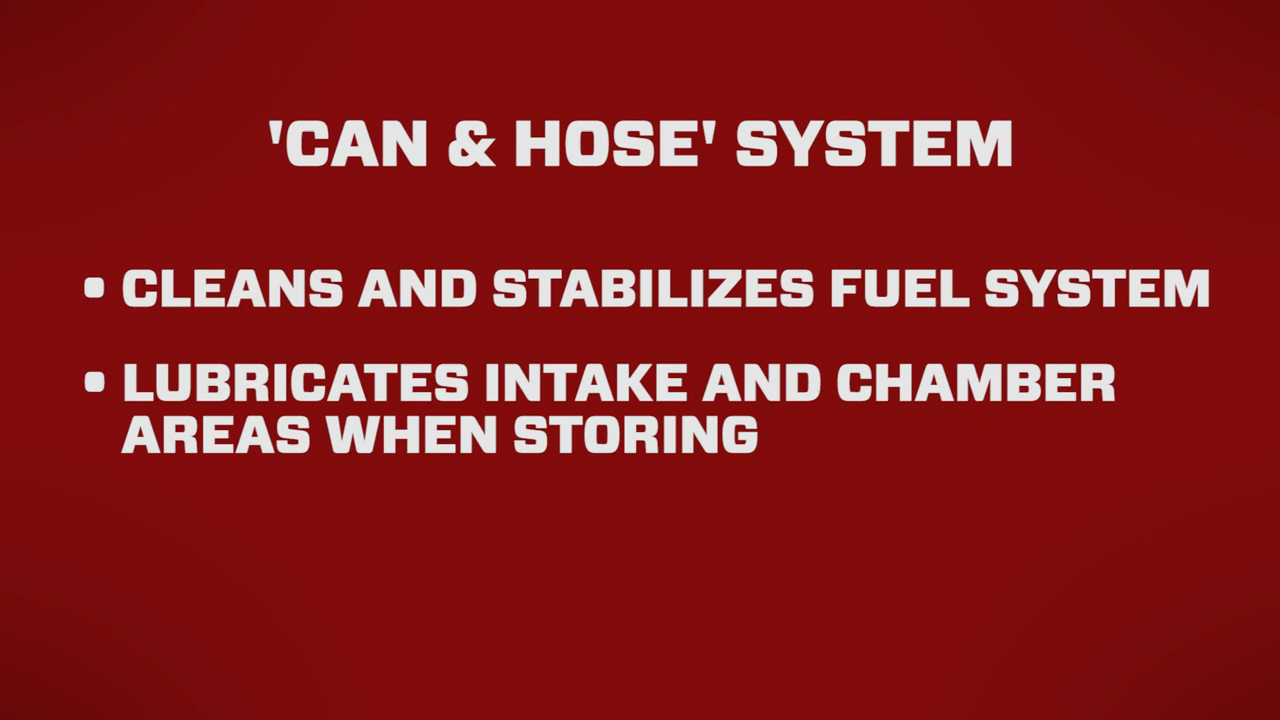 'CAN & HOSE' SYSTEM
• CLEANS AND STABILIZES FUEL SYSTEM
• LUBRICATES INTAKE AND CHAMBER
AREAS WHEN STORING